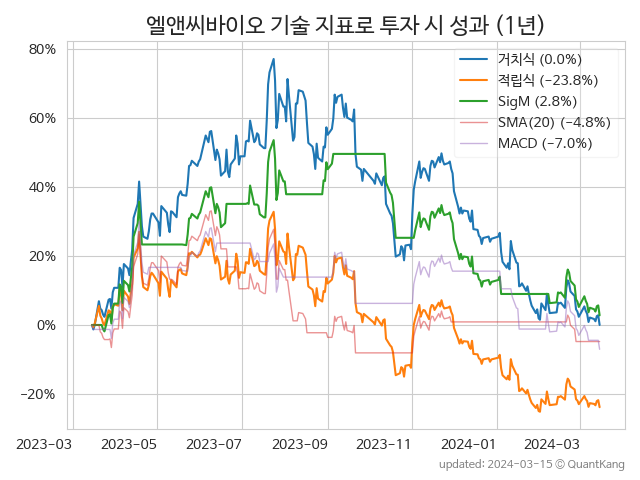 엘앤씨바이오 기술 지표로 투자 시 성과 (1년)
거치식 (0.0%)
적립식 (−23.8%)
SigM (2.8%)
SMA(20) (−4.8%)
MACD (−7.0%)
80%
60%
40%
20%
0%
−20%
2023−03 2023−05 2023−07 2023−09 2023−11 2024−01 2024−03
updated: 2024−03−15 ⓒ QuantKang